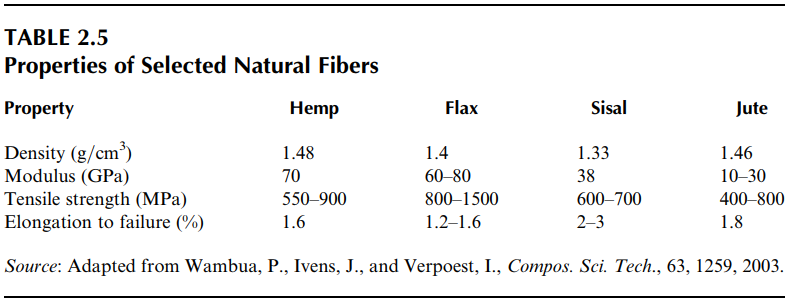 TABLE 2.5
Properties of Selected Natural Fibers
Property Hemp Flax Sisal Jute
Density (g/cm³) 1.48 1.4 1.33 1.46
Modulus (GPa) 70 60–80 38 10–30
Tensile strength (MPa) 550–900 800–1500 600–700 400–800
Elongation to failure (%) 1.6 1.2–1.6 2–3 1.8
Source: Adapted from Wambua, P., Ivens, J., and Verpoest, I., Compos. Sci. Tech., 63, 1259, 2003.